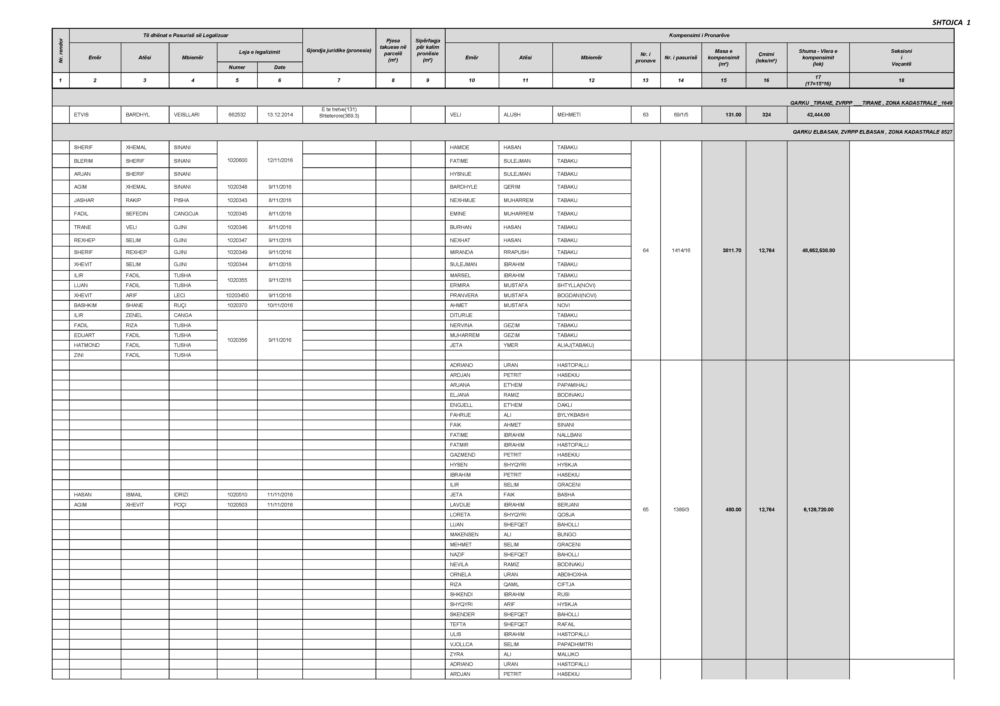 SHTOJCA 1
Nr. rendor
Të dhënat e Pasurisë së Legalizuar
Gjendja juridike (pronesia)
Pjesa takuese në parcelë (m²)
Sipërfaqja për kalim pronësie (m²)
Kompensimi i Pronarëve
Emër Atësi Mbiemër Leja e legalizimit Numer Date
Emër Atësi Mbiemër Nr. i pronave Nr. i pasurisë Masa e kompensimit (m²) Çmimi (leke/m²) Shuma - Vlera e kompensimit (lek) Seksioni i Veçantë
1 2 3 4 5 6 7 8 9 10 11 12 13 14 15 16 17 (17=15*16) 18
QARKU _TIRANE, ZVRPP ___TIRANE , ZONA KADASTRALE _1649
ETVIS BARDHYL VEISLLARI 662532 13.12.2014 E te tretve(131) Shteterore(369.3) VELI ALUSH MEHMETI 63 69/1/5 131.00 324 42,444.00
QARKU ELBASAN, ZVRPP ELBASAN , ZONA KADASTRALE 8527
SHERIF XHEMAL SINANI HAMIDE HASAN TABAKU
BLERIM SHERIF SINANI 1020600 12/11/2016 FATIME SULEJMAN TABAKU
ARJAN SHERIF SINANI HYSNIJE SULEJMAN TABAKU
AGIM XHEMAL SINANI 1020348 9/11/2016 BARDHYLE QERIM TABAKU
JASHAR RAKIP PISHA 1020343 8/11/2016 NEXHMIJE MUHARREM TABAKU
FADIL SEFEDIN CANGOJA 1020345 8/11/2016 EMINE MUHARREM TABAKU
TRANE VELI GJINI 1020346 8/11/2016 BURHAN HASAN TABAKU
REXHEP SELIM GJINI 1020347 9/11/2016 NEXHAT HASAN TABAKU
SHERIF REXHEP GJINI 1020349 9/11/2016 MIRANDA RRAPUSH TABAKU 64 1414/16 3811.70 12,764 48,652,538.80
XHEVIT SELIM GJINI 1020344 8/11/2016 SULEJMAN IBRAHIM TABAKU
ILIR FADIL TUSHA 1020355 9/11/2016 MARSEL IBRAHIM TABAKU
LUAN FADIL TUSHA ERMIRA MUSTAFA SHTYLLA(NOVI)
XHEVIT ARIF LECI 10203450 9/11/2016 PRANVERA MUSTAFA BOGDANI(NOVI)
BASHKIM SHANE RUÇI 1020370 10/11/2016 AHMET MUSTAFA NOVI
ILIR ZENEL CANGA DITURIJE TABAKU
FADIL RIZA TUSHA NERVINA GEZIM TABAKU
EDUART FADIL TUSHA 1020356 9/11/2016 MUHARREM GEZIM TABAKU
HATMOND FADIL TUSHA JETA YMER ALIAJ(TABAKU)
ZINI FADIL TUSHA
ADRIANO URAN HASTOPALLI
ARDJAN PETRIT HASEKIU
ARJANA ET'HEM PAPAMIHALI
ELJANA RAMIZ BODINAKU
ENGJELL ET'HEM DAKLI
FAHRIJE ALI BYLYKBASHI
FAIK AHMET SINANI
FATIME IBRAHIM NALLBANI
FATMIR IBRAHIM HASTOPALLI
GAZMEND PETRIT HASEKIU
HYSEN SHYQYRI HYSKJA
IBRAHIM PETRIT HASEKIU
ILIR SELIM GRACENI
HASAN ISMAIL IDRIZI 1020510 11/11/2016 JETA FAIK BASHA
AGIM XHEVIT POÇI 1020503 11/11/2016 LAVDIJE IBRAHIM SERJANI 65 1389/3 480.00 12,764 6,126,720.00
LORETA SHYQYRI QOSJA
LUAN SHEFQET BAHOLLI
MAKENSEN ALI BUNGO
MEHMET SELIM GRACENI
NAZIF SHEFQET BAHOLLI
NEVILA RAMIZ BODINAKU
ORNELA URAN ABDIHOXHA
RIZA QAMIL CIFTJA
SHKENDI IBRAHIM RUSI
SHYQYRI ARIF HYSKJA
SKENDER SHEFQET BAHOLLI
TEFTA SHEFQET RAFAIL
ULIS IBRAHIM HASTOPALLI
VJOLLCA SELIM PAPADHIMITRI
ZYRA ALI MALUKO
ADRIANO URAN HASTOPALLI
ARDJAN PETRIT HASEKIU